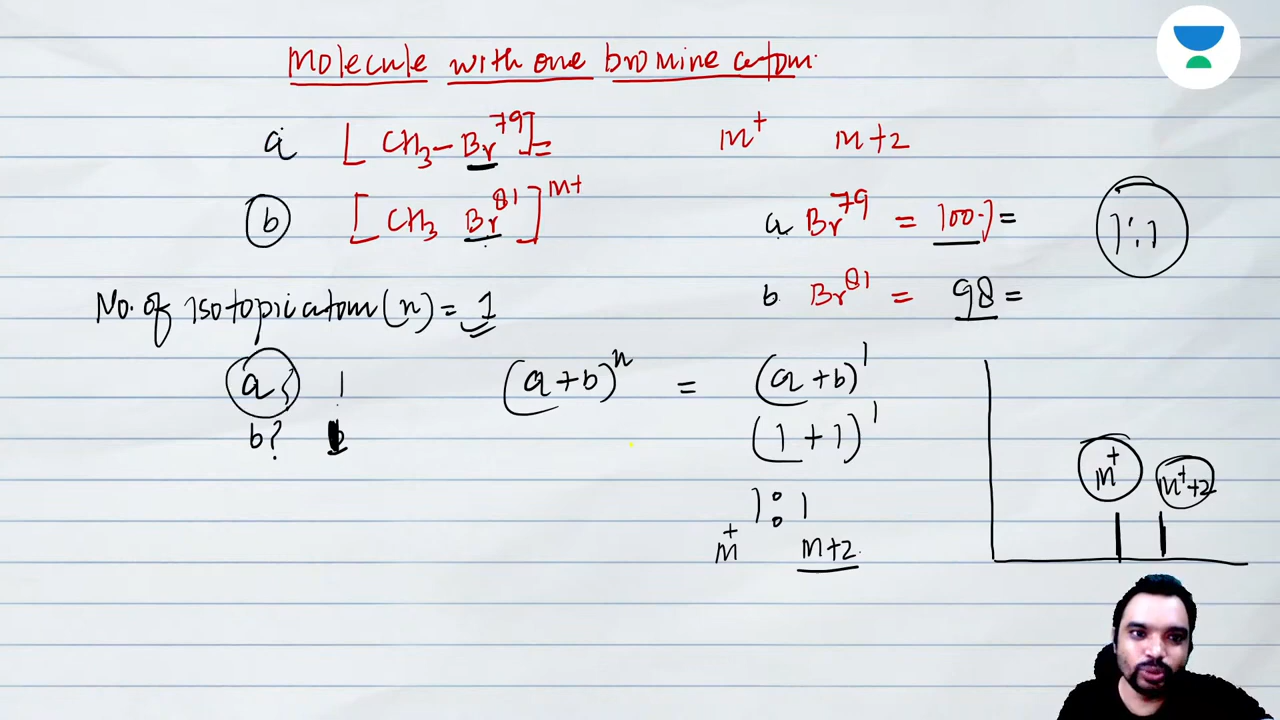 Molecule with one bromine atom.
a [CH₃-Br⁷⁹]
m⁺ m+2
b [CH₃ Br⁸¹]ᵐ⁺
a. Br⁷⁹ = 100% =
1:1
b. Br⁸¹ = 98 =
No. of isotopic atom (n) = 1
a 1
(a+b)ⁿ = (a+b)¹
b?
(1+1)¹
m⁺ m⁺+2
1:1
m⁺ m+2